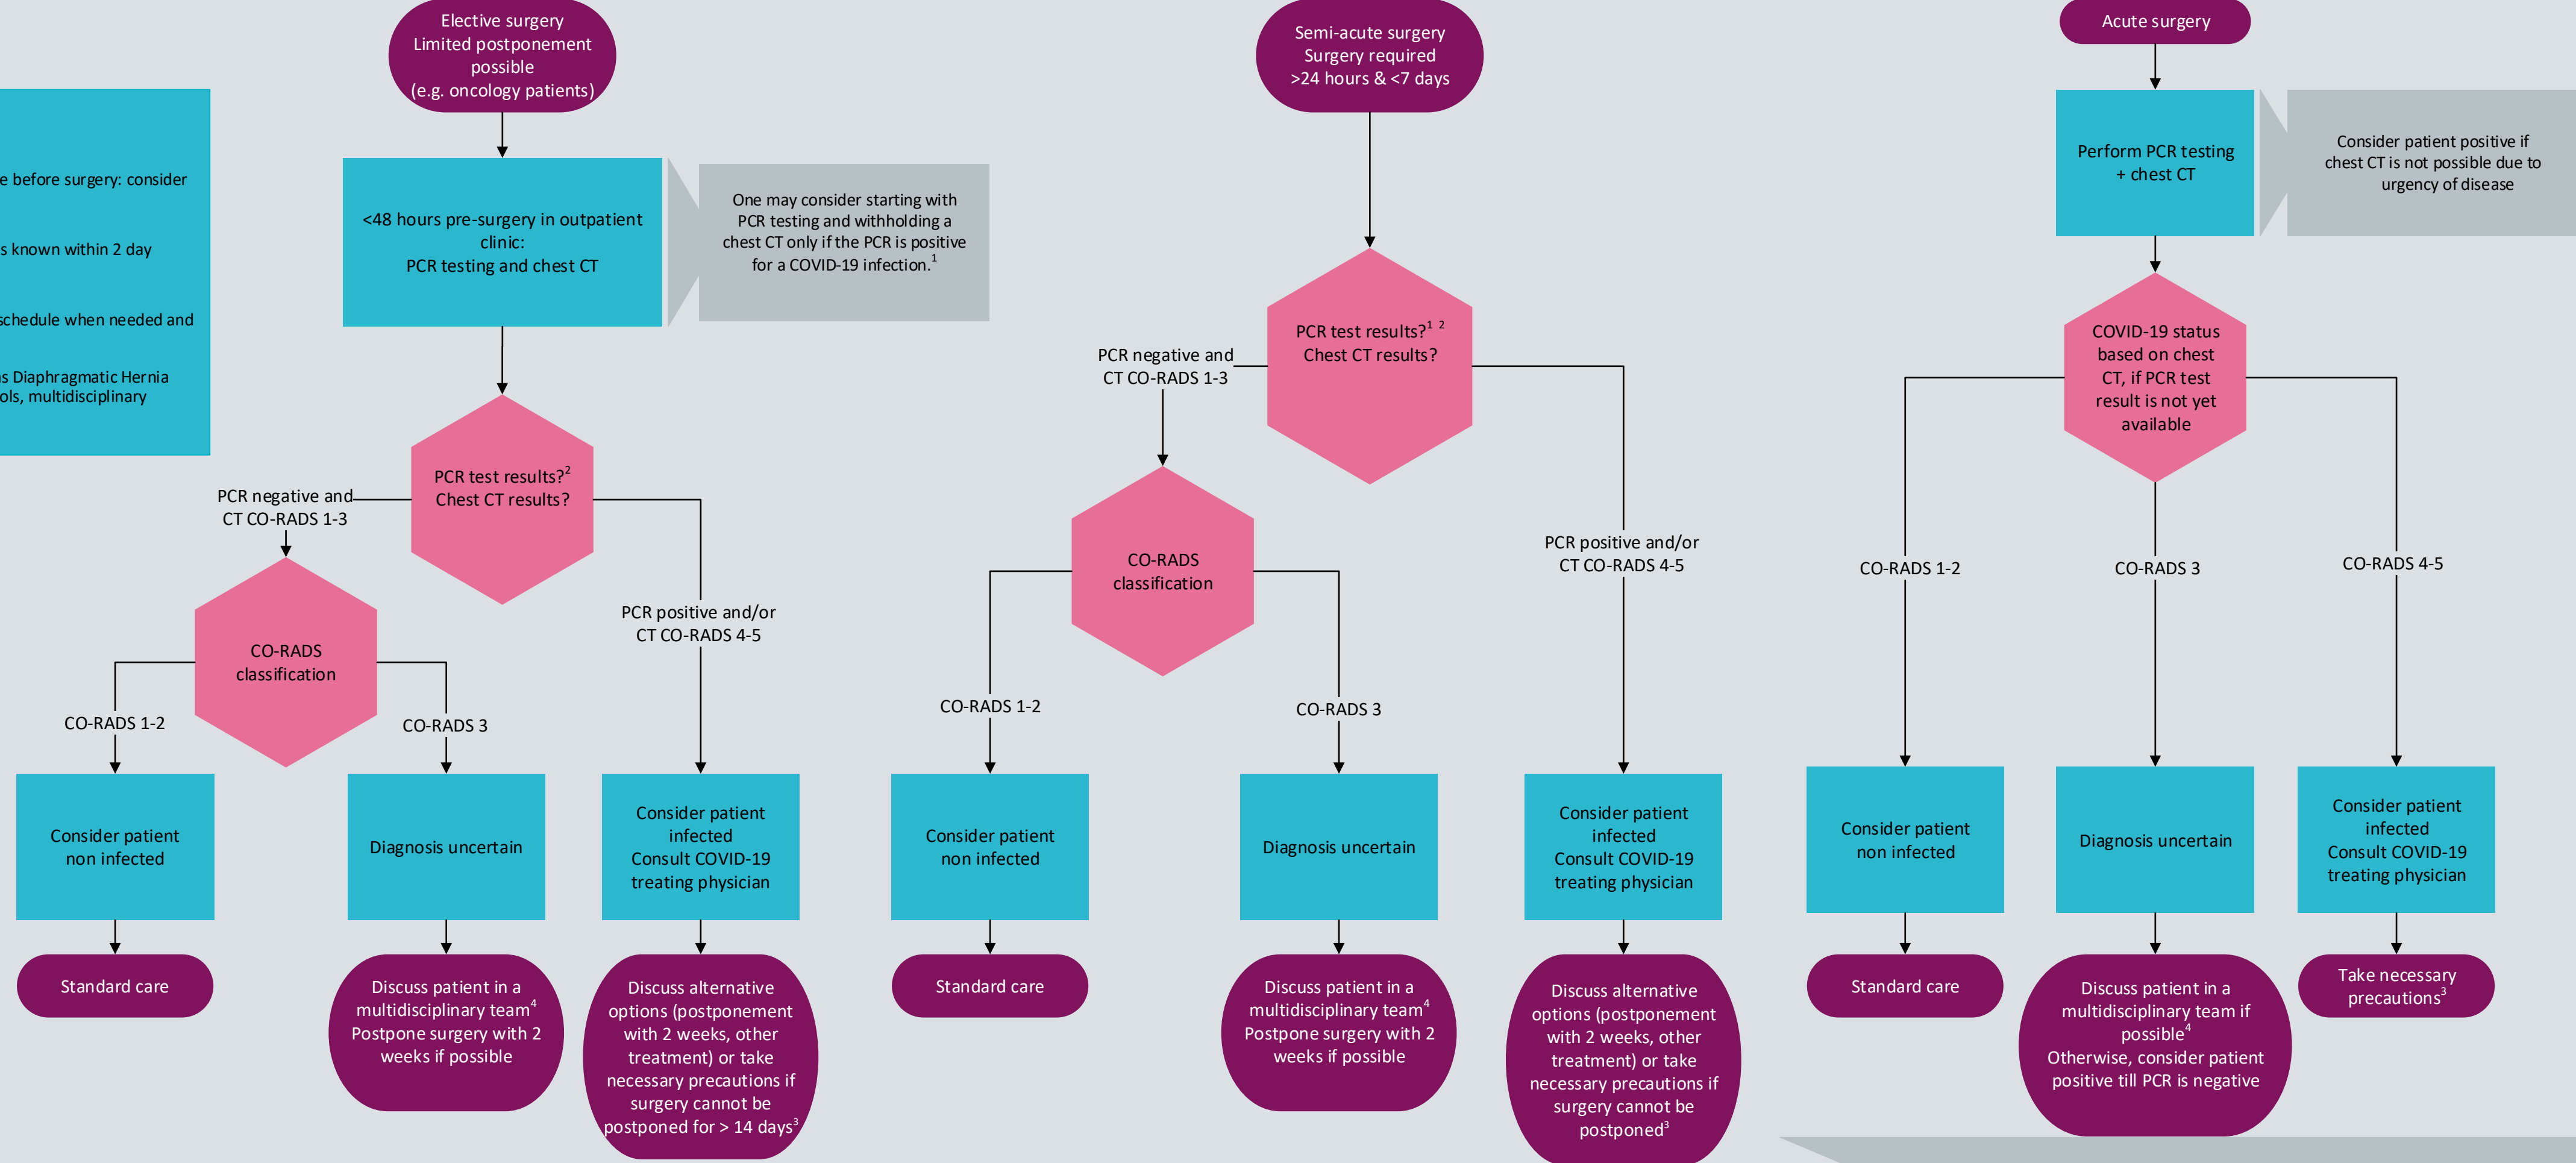 e before surgery: consider
s known within 2 day
schedule when needed and
s Diaphragmatic Hernia
ols, multidisciplinary
Elective surgery
Limited postponement
possible
(e.g. oncology patients)
<48 hours pre-surgery in outpatient
clinic:
PCR testing and chest CT
One may consider starting with
PCR testing and withholding a
chest CT only if the PCR is positive
for a COVID-19 infection.1
PCR test results?2
Chest CT results?
PCR negative and
CT CO-RADS 1-3
PCR positive and/or
CT CO-RADS 4-5
CO-RADS
classification
CO-RADS 1-2
CO-RADS 3
Consider patient
non infected
Diagnosis uncertain
Consider patient
infected
Consult COVID-19
treating physician
Standard care
Discuss patient in a
multidisciplinary team4
Postpone surgery with 2
weeks if possible
Discuss alternative
options (postponement
with 2 weeks, other
treatment) or take
necessary precautions if
surgery cannot be
postponed for > 14 days3
Semi-acute surgery
Surgery required
>24 hours & <7 days
PCR test results?1 2
Chest CT results?
PCR negative and
CT CO-RADS 1-3
PCR positive and/or
CT CO-RADS 4-5
CO-RADS
classification
CO-RADS 1-2
CO-RADS 3
Consider patient
non infected
Diagnosis uncertain
Consider patient
infected
Consult COVID-19
treating physician
Standard care
Discuss patient in a
multidisciplinary team4
Postpone surgery with 2
weeks if possible
Discuss alternative
options (postponement
with 2 weeks, other
treatment) or take
necessary precautions if
surgery cannot be
postponed3
Acute surgery
Perform PCR testing
+ chest CT
Consider patient positive if
chest CT is not possible due to
urgency of disease
COVID-19 status
based on chest
CT, if PCR test
result is not yet
available
CO-RADS 1-2
CO-RADS 3
CO-RADS 4-5
Consider patient
non infected
Diagnosis uncertain
Consider patient
infected
Consult COVID-19
treating physician
Standard care
Discuss patient in a
multidisciplinary team if
possible4
Otherwise, consider patient
positive till PCR is negative
Take necessary
precautions3